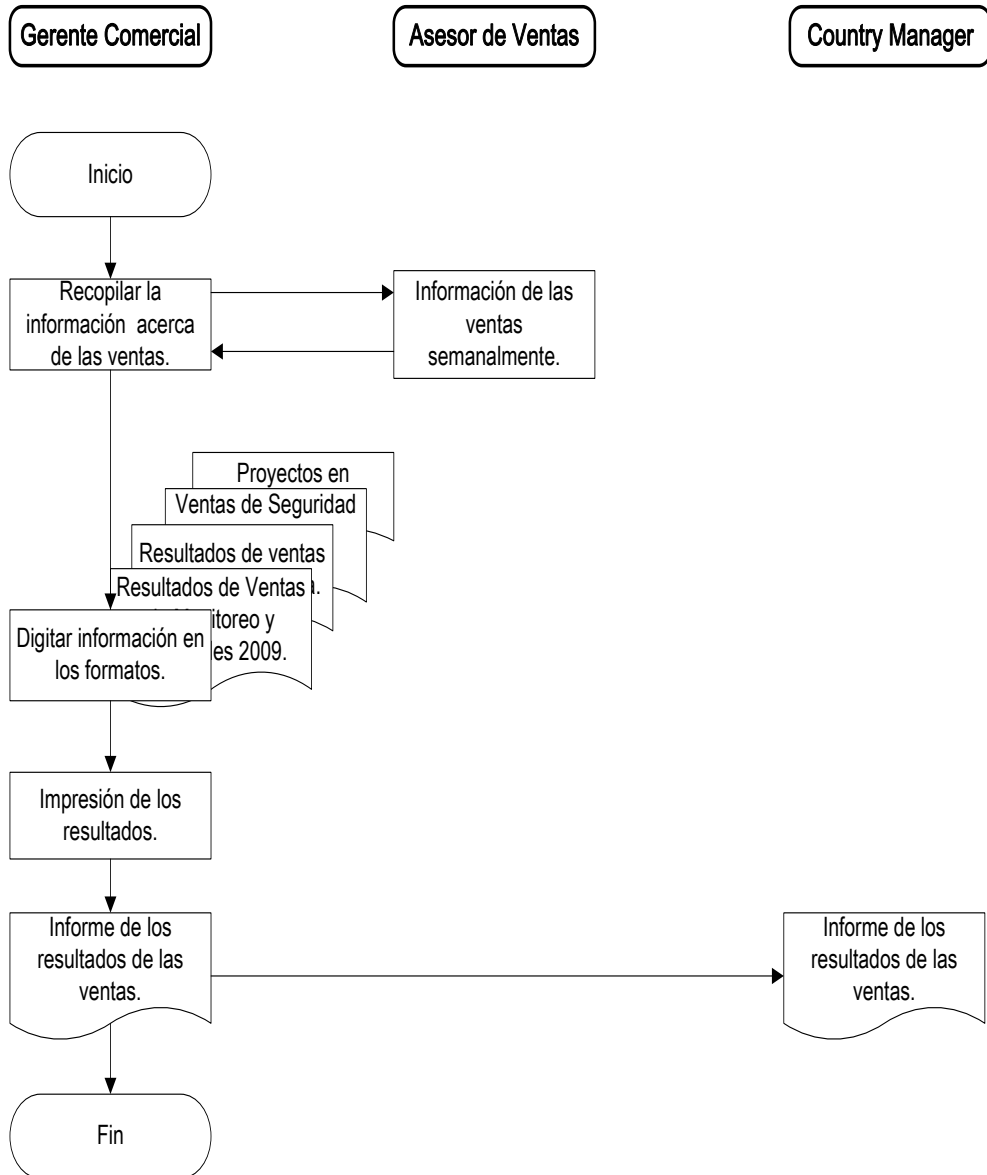 Gerente Comercial
Asesor de Ventas
Country Manager
Inicio
Recopilar la
información acerca
de las ventas.
Información de las
ventas
semanalmente.
Proyectos en
Ventas de Seguridad
Resultados de ventas
Resultados de Ventas
y
2009.
Digitar información en
los formatos.
Impresión de los
resultados.
Informe de los
resultados de las
ventas.
Informe de los
resultados de las
ventas.
Fin